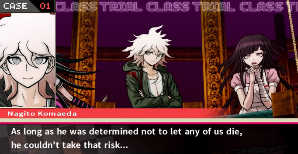 CASE 01
CLASS TRIAL CLASS TRIAL CLASS TRIAL
Nagito Komaeda
As long as he was determined not to let any of us die,
he couldn't take that risk...